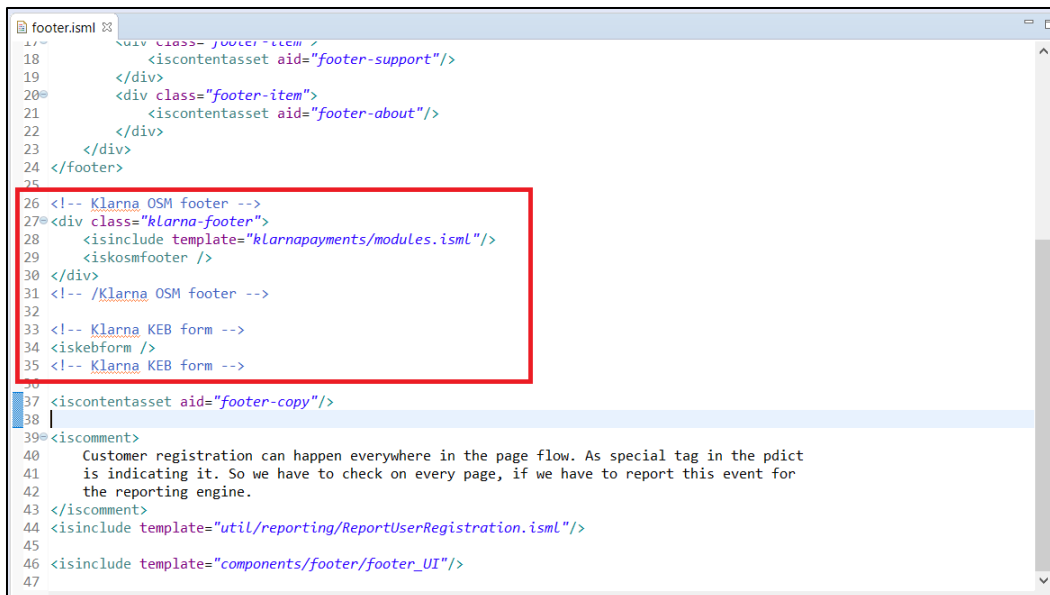 footer.isml
17 <div class="footer-item">
18 <iscontentasset aid="footer-support"/>
19 </div>
20 <div class="footer-item">
21 <iscontentasset aid="footer-about"/>
22 </div>
23 </div>
24 </footer>
25
26 <!-- Klarna OSM footer -->
27 <div class="klarna-footer">
28 <isinclude template="klarnapayments/modules.isml"/>
29 <iskosmfooter />
30 </div>
31 <!-- /Klarna OSM footer -->
32
33 <!-- Klarna KEB form -->
34 <iskebform />
35 <!-- Klarna KEB form -->
36
37 <iscontentasset aid="footer-copy"/>
38
39 <iscomment>
40 Customer registration can happen everywhere in the page flow. As special tag in the pdict
41 is indicating it. So we have to check on every page, if we have to report this event for
42 the reporting engine.
43 </iscomment>
44 <isinclude template="util/reporting/ReportUserRegistration.isml"/>
45
46 <isinclude template="components/footer/footer_UI"/>
47